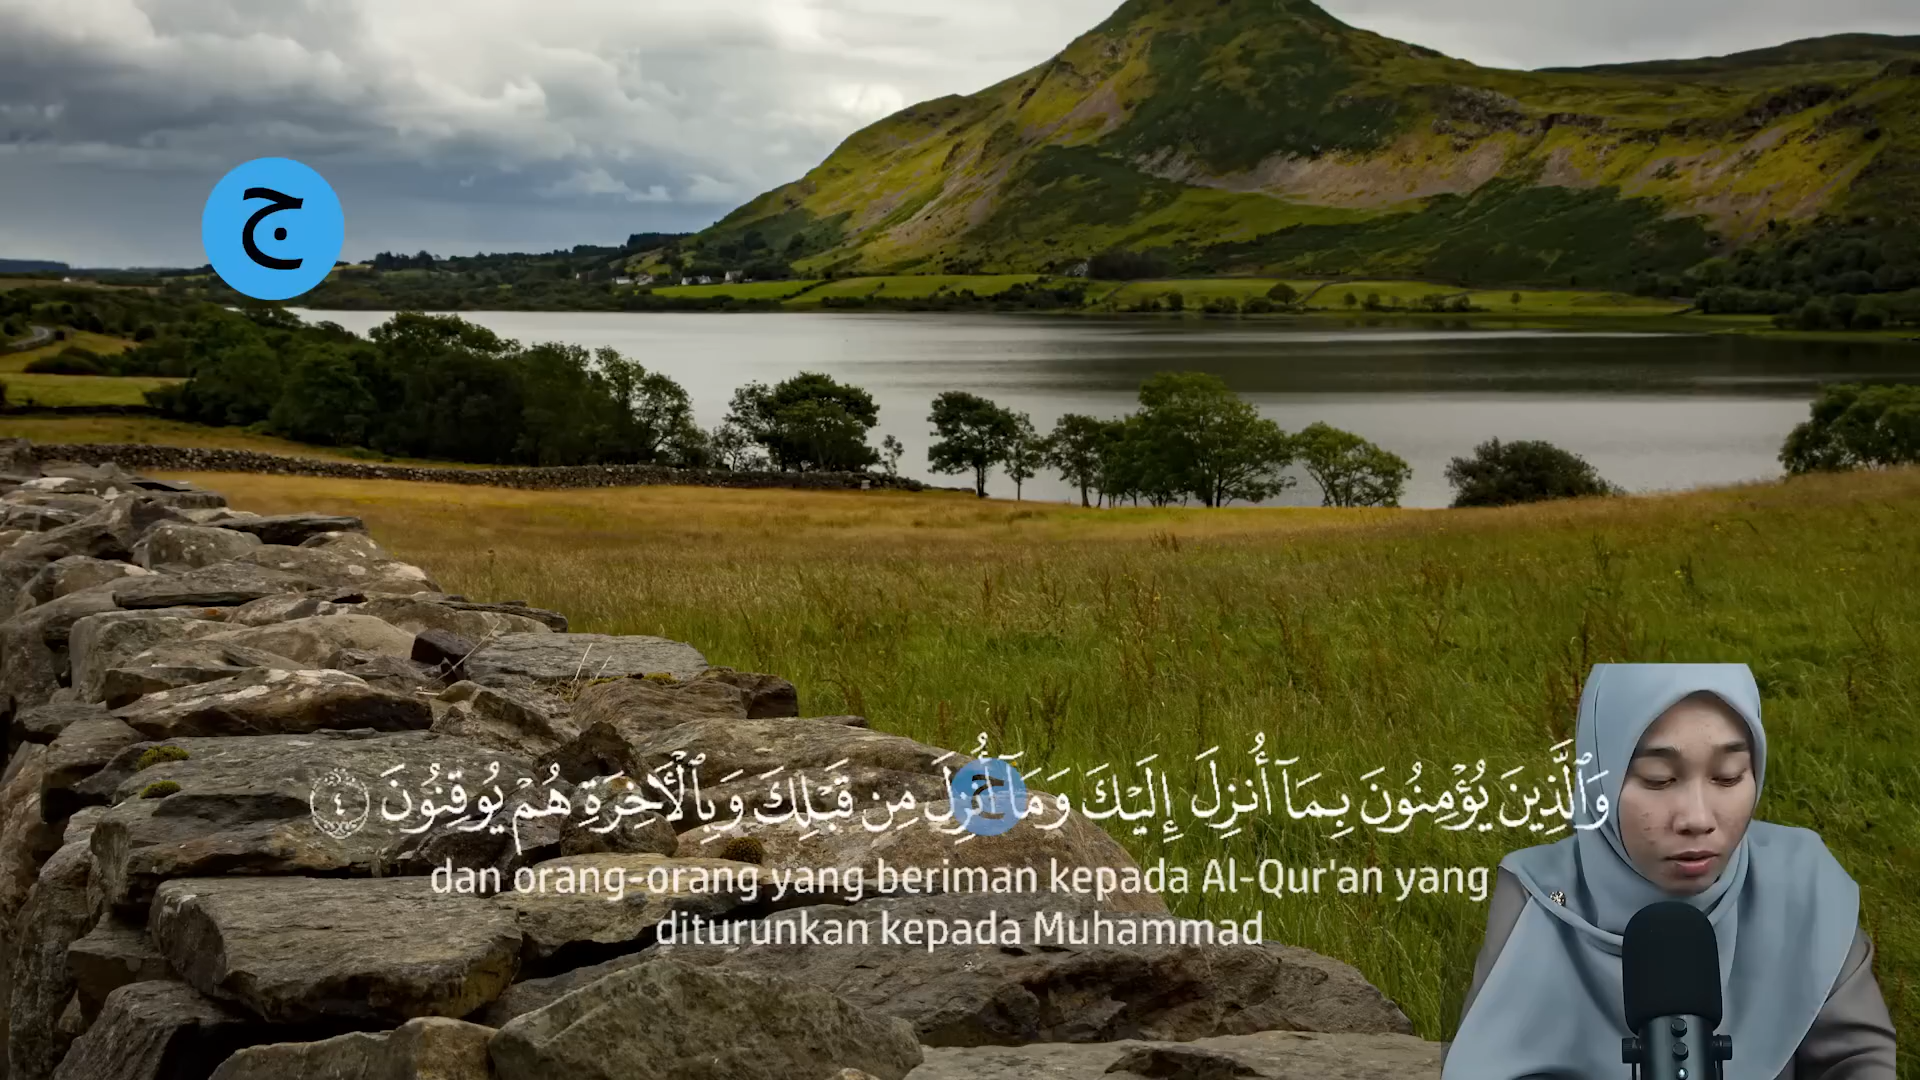 ج
وَٱلَّذِينَ يُؤْمِنُونَ بِمَآ أُنزِلَ إِلَيْكَ وَمَآ أُنزِلَ مِن قَبْلِكَ وَبِٱلْأَخِرَةِ هُمْ يُوقِنُونَ ٤
ج
dan orang-orang yang beriman kepada Al-Qur'an yang
diturunkan kepada Muhammad